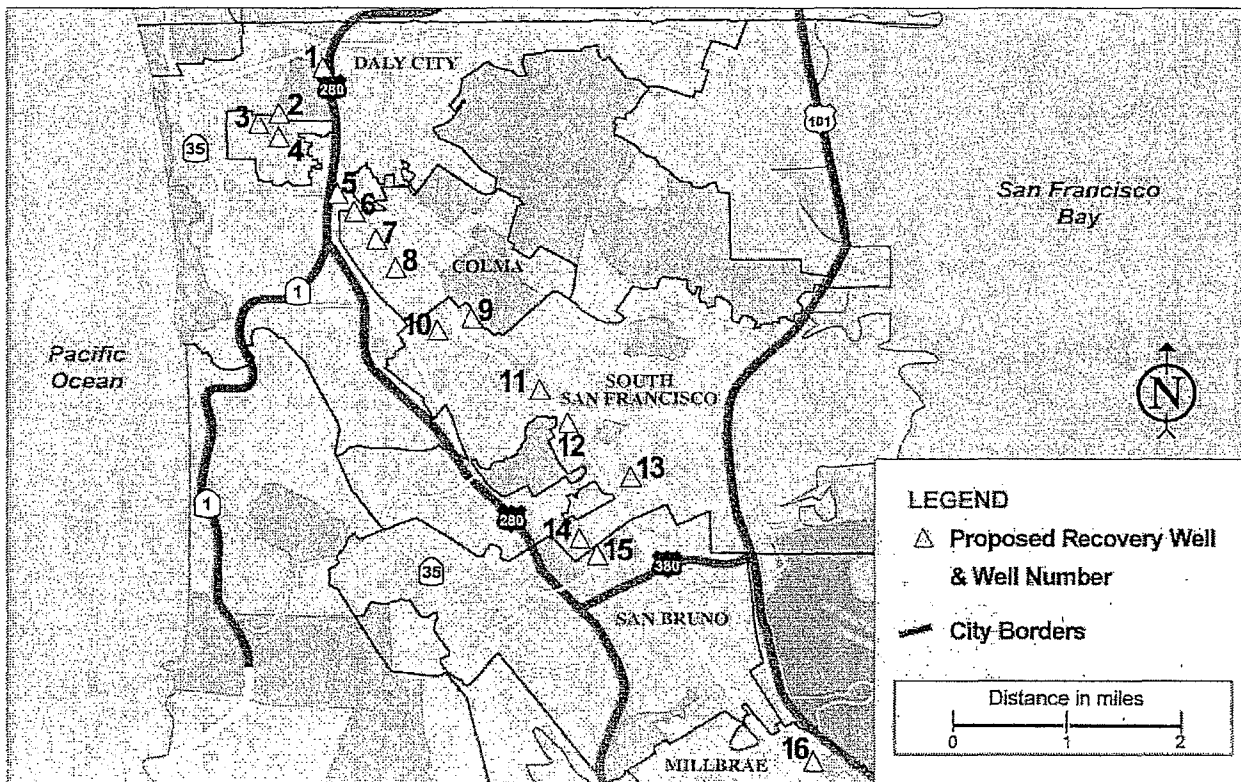 1
DALY CITY
280
2
3
4
35
101
San Francisco
Bay
5
6
7
8
COLMA
1
9
10
Pacific
Ocean
11
SOUTH
SAN FRANCISCO
12
N
13
1
280
14
15
380
35
SAN BRUNO
MILLBRAE
16
LEGEND
Proposed Recovery Well
& Well Number
City Borders
Distance in miles
0 1 2